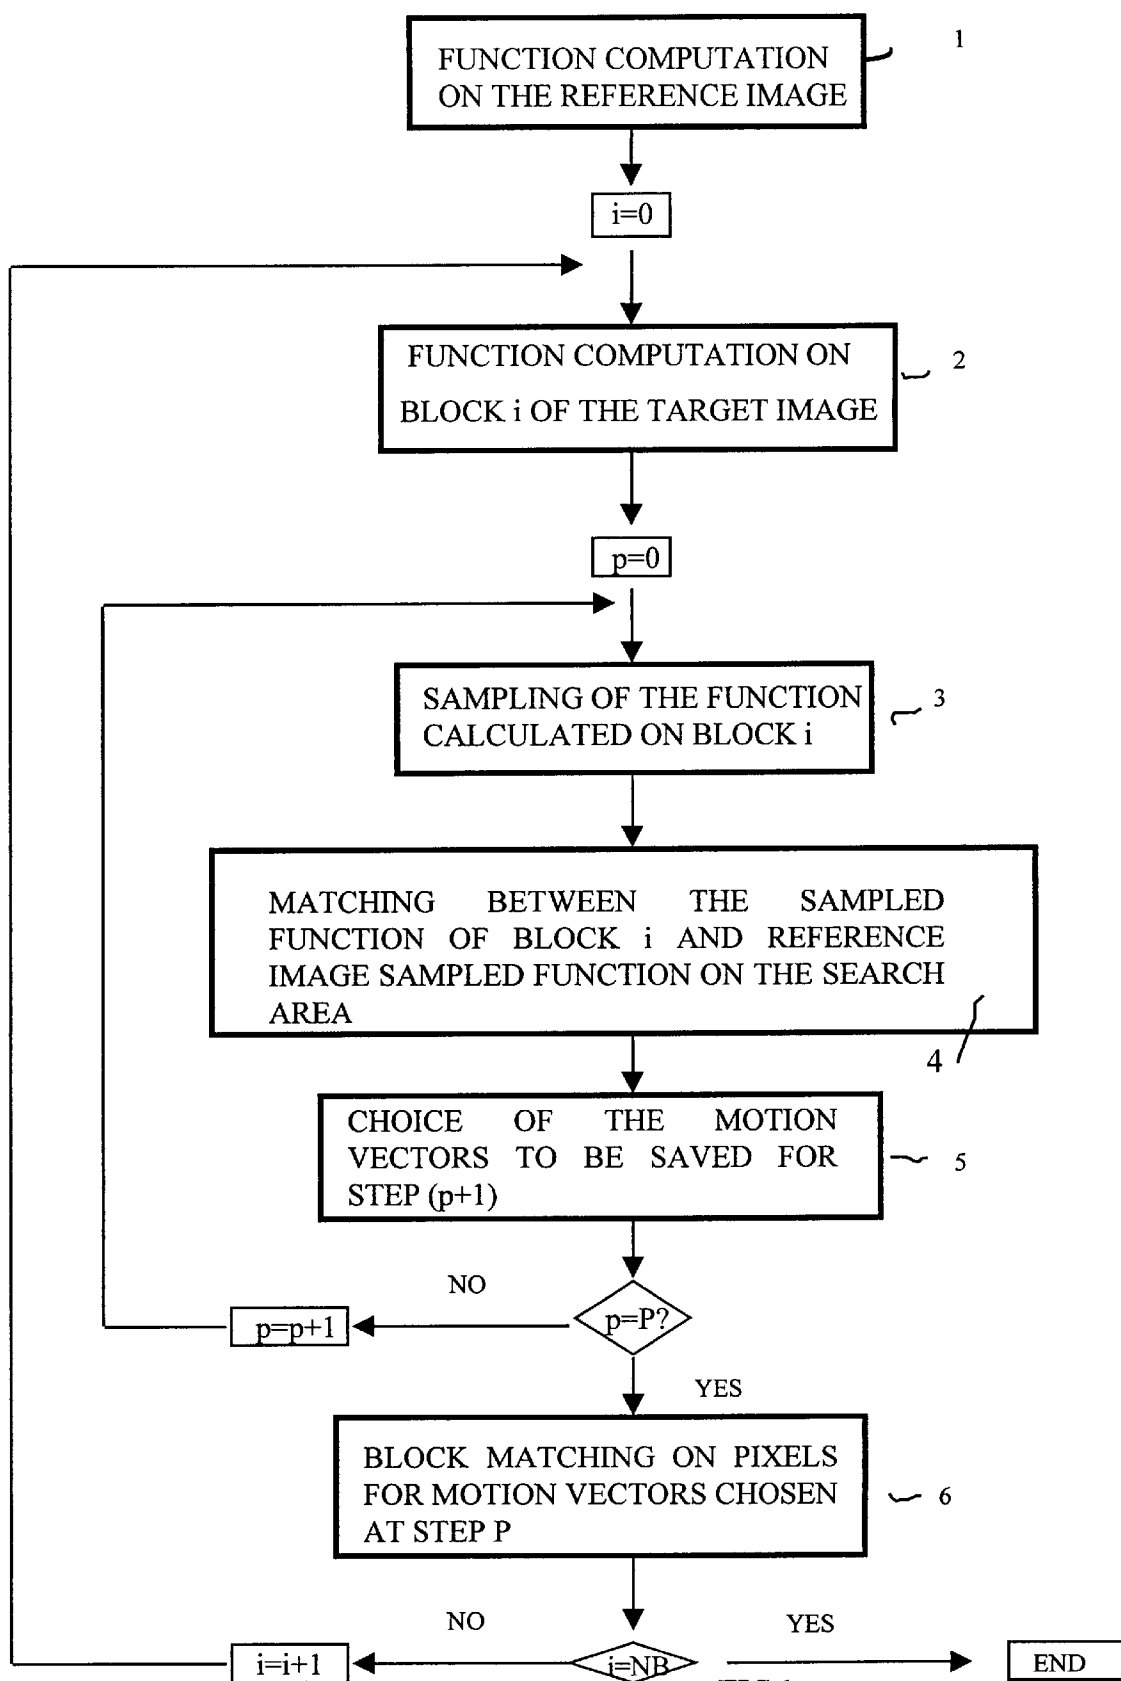 1
FUNCTION COMPUTATION
ON THE REFERENCE IMAGE
i=0
FUNCTION COMPUTATION ON
BLOCK i OF THE TARGET IMAGE
2
p=0
SAMPLING OF THE FUNCTION
CALCULATED ON BLOCK i
3
MATCHING BETWEEN THE SAMPLED
FUNCTION OF BLOCK i AND REFERENCE
IMAGE SAMPLED FUNCTION ON THE SEARCH
AREA
4
CHOICE OF THE MOTION
VECTORS TO BE SAVED FOR
STEP (p+1)
5
NO
p=p+1
p=P?
YES
BLOCK MATCHING ON PIXELS
FOR MOTION VECTORS CHOSEN
AT STEP P
6
NO
YES
i=i+1
i=NB
END